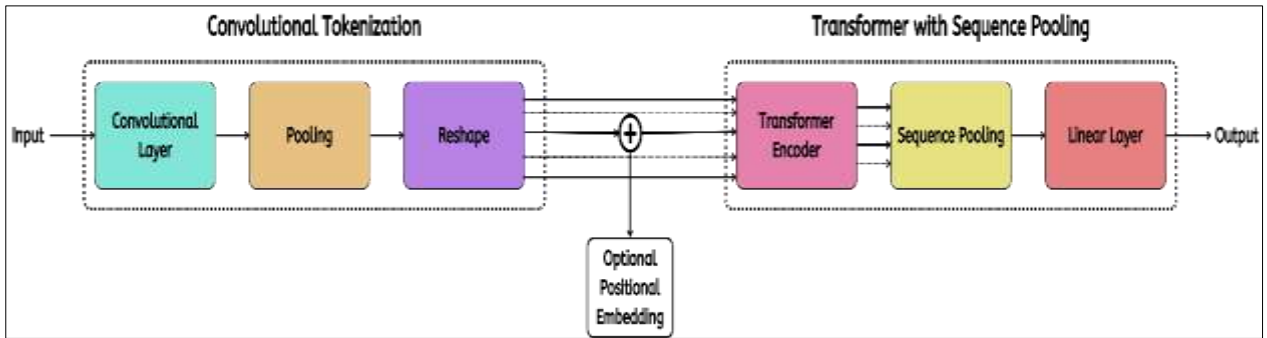 Convolutional Tokenization
Transformer with Sequence Pooling
Input
Convolutional
Layer
Pooling
Reshape
+
Transformer
Encoder
Sequence Pooling
Linear Layer
Output
Optional
Positional
Embedding